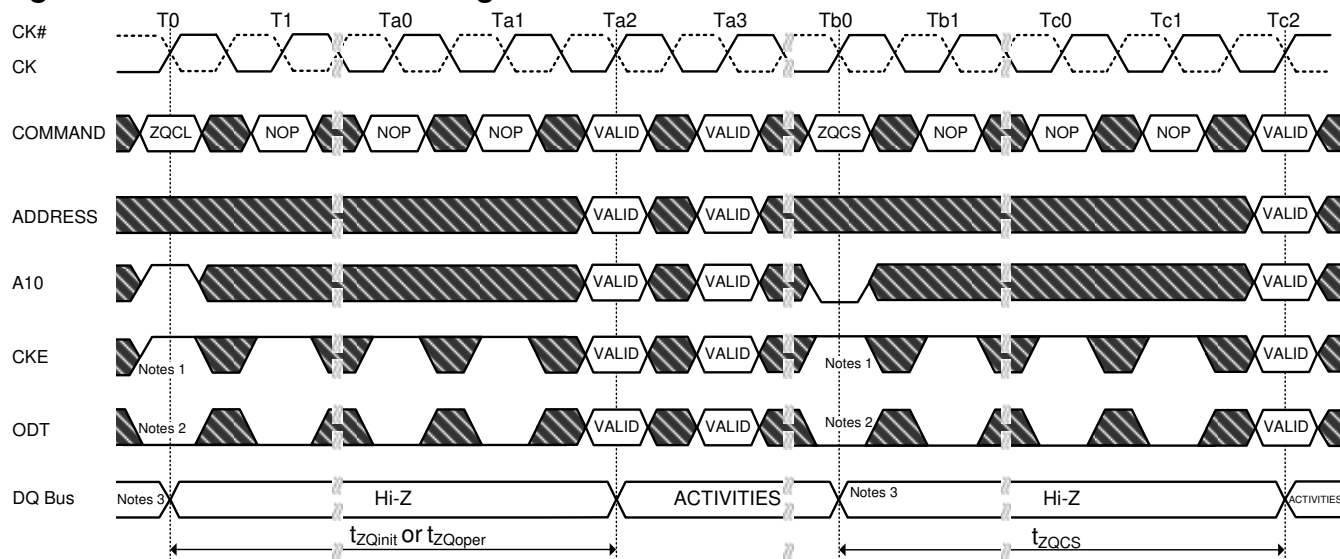 T0 T1 Ta0 Ta1 Ta2 Ta3 Tb0 Tb1 Tc0 Tc1 Tc2
CK#
CK
COMMAND ZQCL NOP NOP NOP VALID VALID ZQCS NOP NOP NOP VALID
ADDRESS VALID VALID VALID
A10 VALID VALID VALID
CKE Notes 1 VALID VALID Notes 1 VALID
ODT Notes 2 VALID VALID Notes 2 VALID
DQ Bus Notes 3 Hi-Z ACTIVITIES Notes 3 Hi-Z ACTIVITIES
tZQinit or tZQoper tZQCS